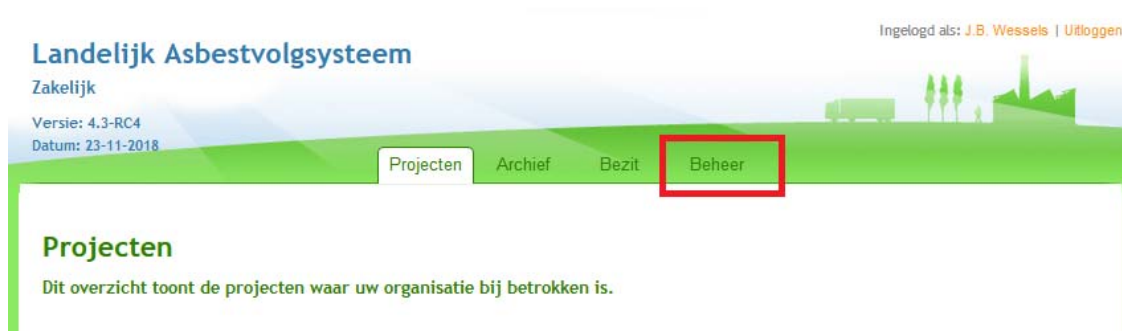 Ingelogd als: J.B. Wessels | Uitloggen
Landelijk Asbestvolgsysteem
Zakelijk
Versie: 4.3-RC4
Datum: 23-11-2018
Projecten Archief Bezit Beheer
Projecten
Dit overzicht toont de projecten waar uw organisatie bij betrokken is.